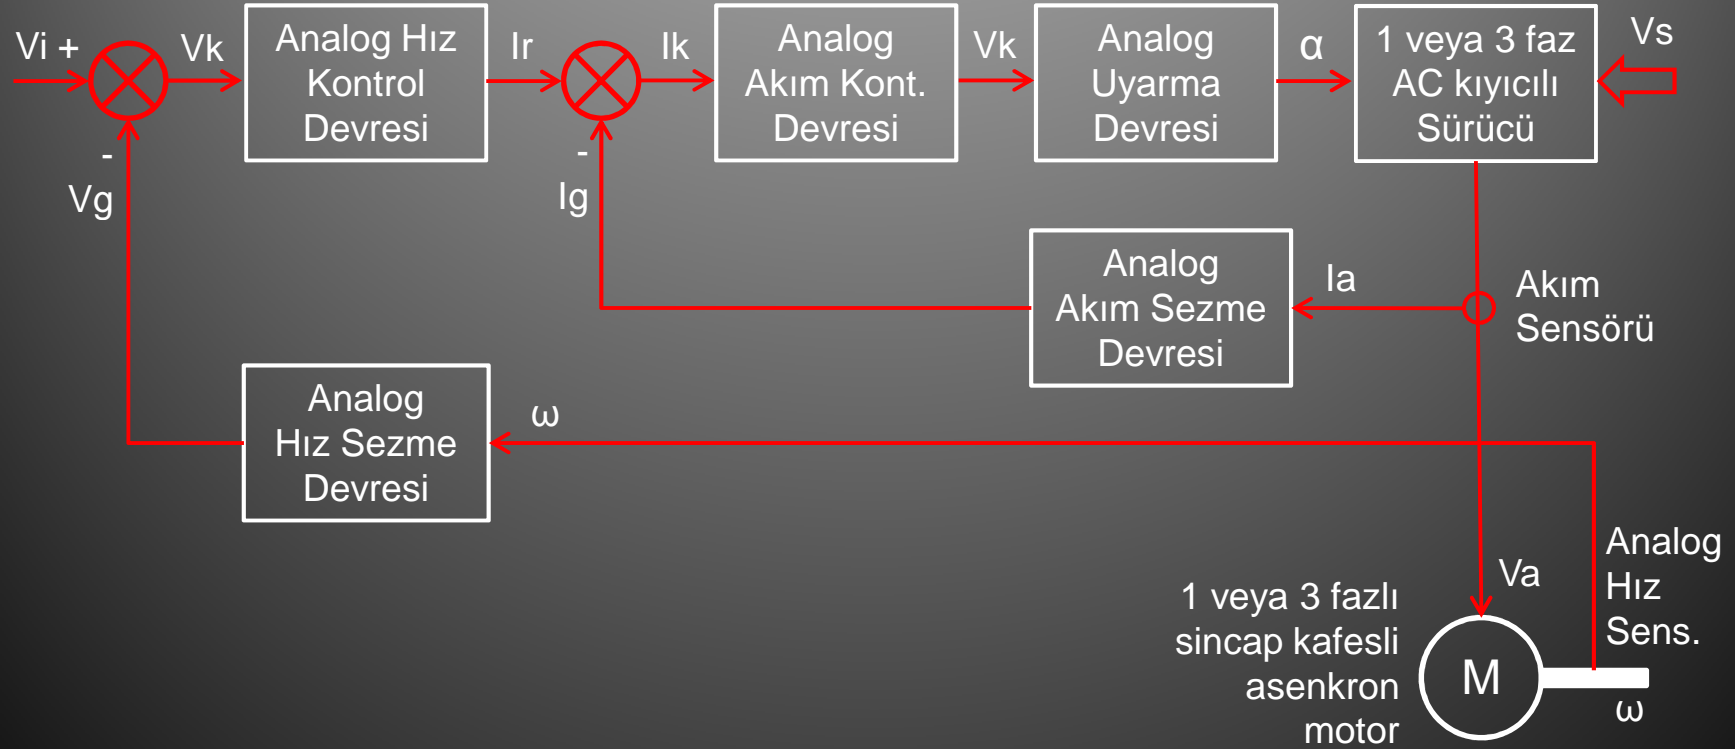 Vi +
Vk
Analog Hız
Kontrol
Devresi
Ir
Ik
Analog
Akım Kont.
Devresi
Vk
Analog
Uyarma
Devresi
α
1 veya 3 faz
AC kıyıcılı
Sürücü
Vs
-
Vg
-
Ig
Analog
Akım Sezme
Devresi
Ia
Akım
Sensörü
Analog
Hız Sezme
Devresi
ω
Va
Analog
Hız
Sens.
1 veya 3 fazlı
sincap kafesli
asenkron
motor
M
ω